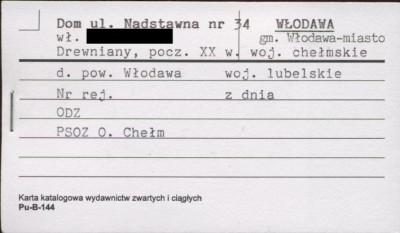 Dom ul. Nadstawna nr 34 WŁODAWA
wł. gm. Włodawa-miasto
Drewniany, pocz. XX w. woj. chełmskie
d. pow. Włodawa woj. lubelskie
Nr rej. z dnia
ODZ
PSOZ O. Chełm
Karta katalogowa wydawnictw zwartych i ciągłych
Pu-B-144